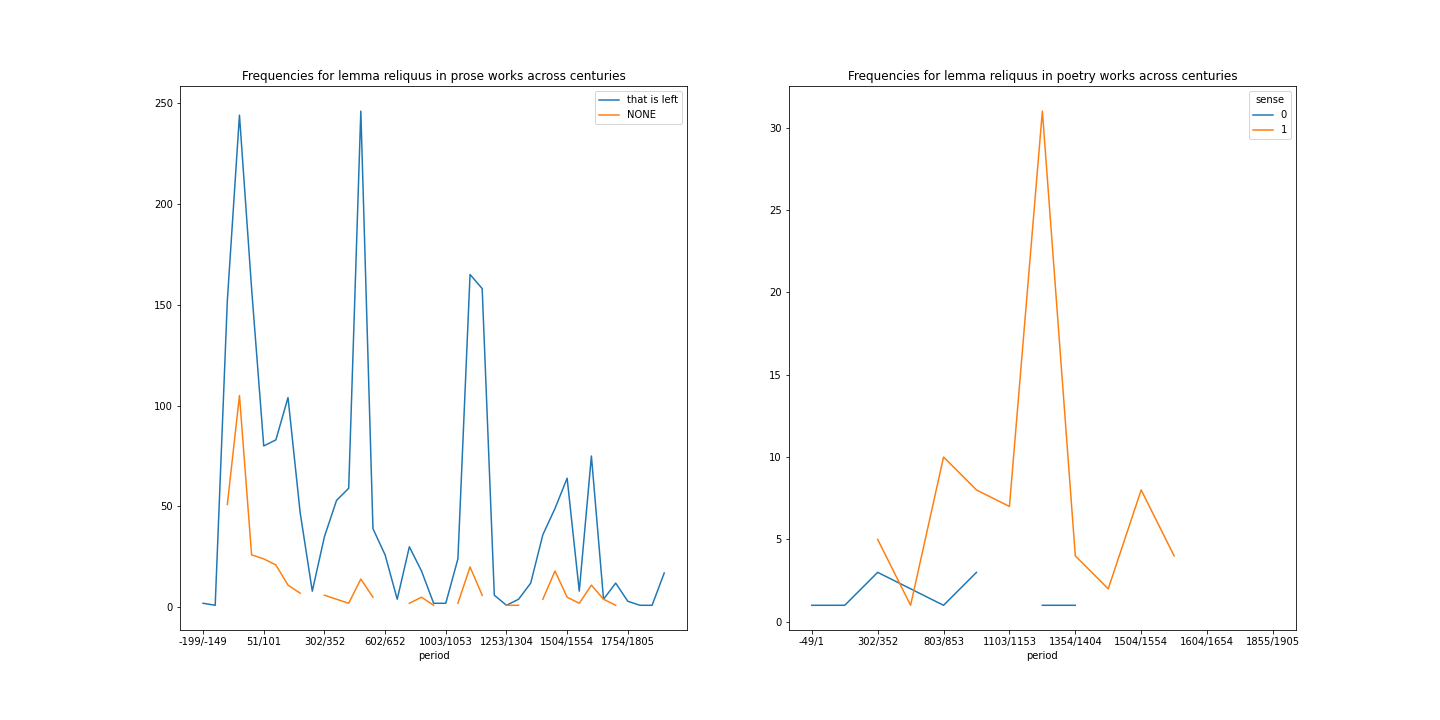 Frequencies for lemma reliquus in prose works across centuries
that is left
NONE
250
200
150
100
50
0
-199/-149 51/101 302/352 602/652 1003/1053 1253/1304 1504/1554 1754/1805
period
Frequencies for lemma reliquus in poetry works across centuries
sense
0
1
30
25
20
15
10
5
0
-49/1 302/352 803/853 1103/1153 1354/1404 1504/1554 1604/1654 1855/1905
period